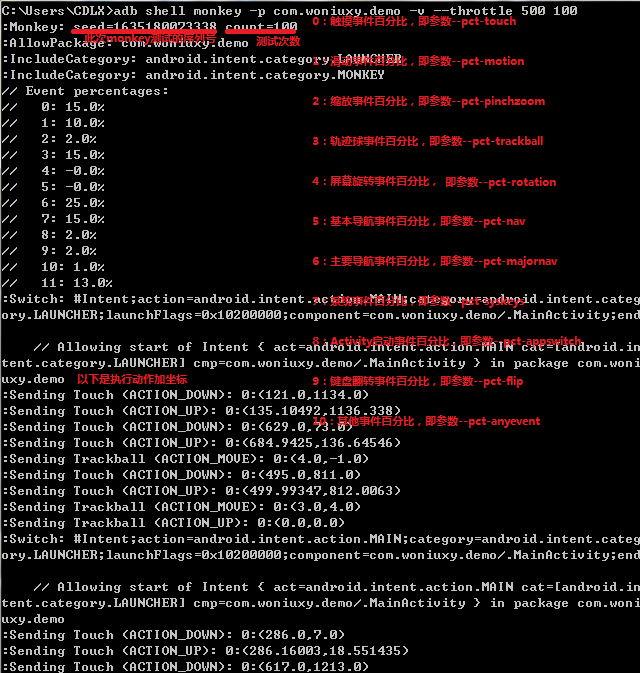 C:\Users\CDLX>adb shell monkey -p com.woniuxy.demo -v --throttle 500 100
:Monkey: seed=1635180073338 count=100
此次monkey测试的序列号
测试次数
:AllowPackage: com.woniuxy.demo
:IncludeCategory: android.intent.category.LAUNCHER
:IncludeCategory: android.intent.category.MONKEY
// Event percentages:
//   0: 15.0%
//   1: 10.0%
//   2: 2.0%
//   3: 15.0%
//   4: -0.0%
//   5: -0.0%
//   6: 25.0%
//   7: 15.0%
//   8: 2.0%
//   9: 2.0%
//   10: 1.0%
//   11: 13.0%
0：触摸事件百分比，即参数--pct-touch
1：滑动事件百分比，即参数--pct-motion
2：缩放事件百分比，即参数--pct-pinchzoom
3：轨迹球事件百分比，即参数--pct-trackball
4：屏幕旋转事件百分比， 即参数--pct-rotation
5：基本导航事件百分比，即参数--pct-nav
6：主要导航事件百分比，即参数--pct-majornav
事件百分比，即参数--pct-syskeys
8：Activity启动事件百分比，即参数--pct-appswitch
9：键盘翻转事件百分比，即参数--pct-flip
10：其他事件百分比，即参数--pct-anyevent
:Switch: #Intent;action=android.intent.action.MAIN;category=android.intent.categ
ory.LAUNCHER;launchFlags=0x10200000;component=com.woniuxy.demo/.MainActivity;end
    // Allowing start of Intent { act=android.intent.action.MAIN cat=[android.in
tent.category.LAUNCHER] cmp=com.woniuxy.demo/.MainActivity } in package com.woni
uxy.demo
以下是执行动作加坐标
:Sending Touch (ACTION_DOWN): 0:(121.0,1134.0)
:Sending Touch (ACTION_UP): 0:(135.10492,1136.338)
:Sending Touch (ACTION_DOWN): 0:(629.0,73.0)
:Sending Touch (ACTION_UP): 0:(684.9425,136.64546)
:Sending Trackball (ACTION_MOVE): 0:(4.0,-1.0)
:Sending Touch (ACTION_DOWN): 0:(495.0,811.0)
:Sending Touch (ACTION_UP): 0:(499.99347,812.0063)
:Sending Trackball (ACTION_MOVE): 0:(3.0,4.0)
:Sending Trackball (ACTION_UP): 0:(0.0,0.0)
:Switch: #Intent;action=android.intent.action.MAIN;category=android.intent.categ
ory.LAUNCHER;launchFlags=0x10200000;component=com.woniuxy.demo/.MainActivity;end
    // Allowing start of Intent { act=android.intent.action.MAIN cat=[android.in
tent.category.LAUNCHER] cmp=com.woniuxy.demo/.MainActivity } in package com.woni
uxy.demo
:Sending Touch (ACTION_DOWN): 0:(286.0,7.0)
:Sending Touch (ACTION_UP): 0:(286.16003,18.551435)
:Sending Touch (ACTION_DOWN): 0:(617.0,1213.0)